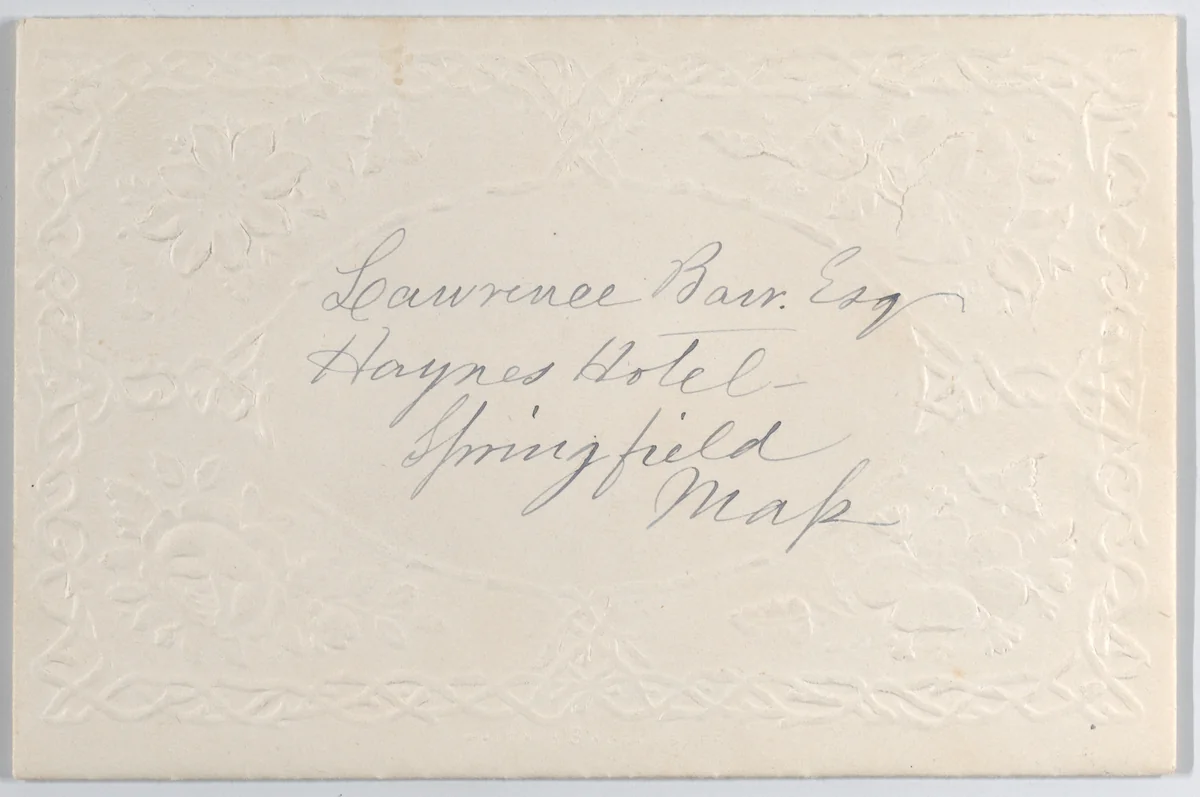 Lawrence Barr. Esq
Haynes Hotel-
Springfield
Mass